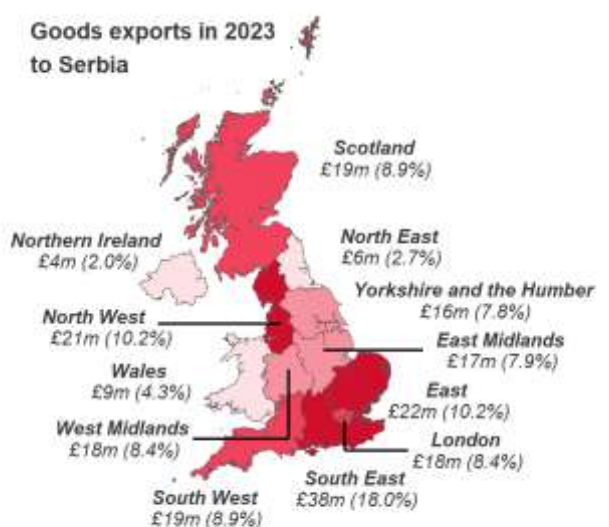 Goods exports in 2023
to Serbia
Scotland
£19m (8.9%)
Northern Ireland
£4m (2.0%)
North East
£6m (2.7%)
Yorkshire and the Humber
£16m (7.8%)
North West
£21m (10.2%)
East Midlands
£17m (7.9%)
Wales
£9m (4.3%)
East
£22m (10.2%)
West Midlands
£18m (8.4%)
London
£18m (8.4%)
South East
£38m (18.0%)
South West
£19m (8.9%)